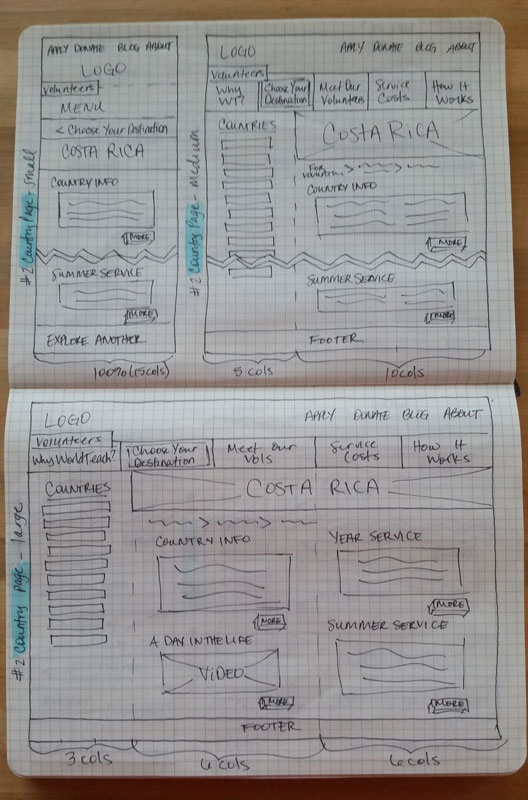 #2 Country Page - small
APPLY DONATE BLOG ABOUT
LOGO
Volunteers
MENU
< Choose Your Destination
COSTA RICA
COUNTRY INFO
MORE
SUMMER SERVICE
MORE
EXPLORE ANOTHER
100% (15 cols)
#2 Country Page - medium
LOGO
APPLY DONATE BLOG ABOUT
Volunteers
Why
WT?
Choose Your
Destination
Meet Our
Volunteers
Service
Costs
How It
Works
COUNTRIES
COSTA RICA
FOR
VOLUNTEERS >
COUNTRY INFO
MORE
SUMMER SERVICE
MORE
FOOTER
5 cols
10 cols
#2 Country Page - large
LOGO
APPLY DONATE BLOG ABOUT
Volunteers
Why WorldTeach?
Choose Your
Destination
Meet Our
Vols
Service
Costs
How It
Works
COUNTRIES
COSTA RICA
COUNTRY INFO
MORE
YEAR SERVICE
MORE
A DAY IN THE LIFE
VIDEO
MORE
SUMMER SERVICE
MORE
FOOTER
3 cols
6 cols
6 cols